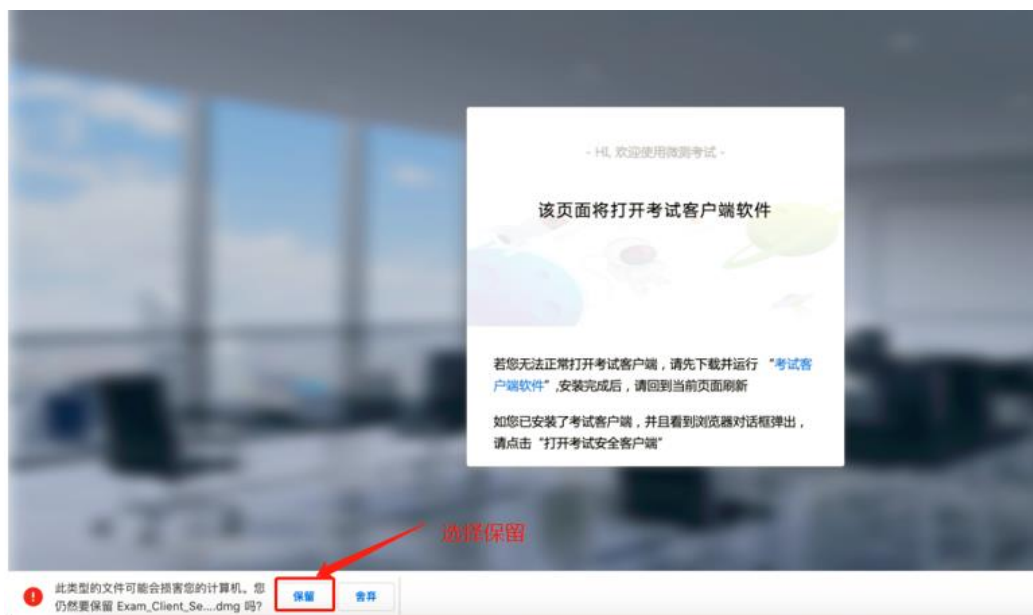 - HI, 欢迎使用微测考试 -
该页面将打开考试客户端软件
若您无法正常打开考试客户端，请先下载并运行 “考试客
户端软件”,安装完成后，请回到当前页面刷新
如您已安装了考试客户端，并且看到浏览器对话框弹出，
请点击“打开考试安全客户端”
选择保留
此类型的文件可能会损害您的计算机。您
仍然要保留 Exam_Client_Se....dmg 吗?
保留
舍弃